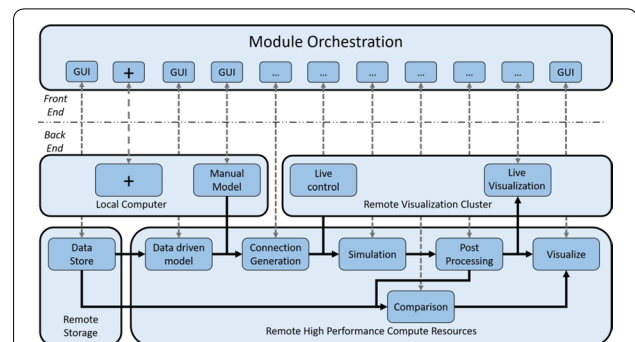 Module Orchestration
GUI + GUI GUI ... ... ... ... ... ... GUI
Front
End
Back
End
+
Manual
Model
Local Computer
Live
control
Live
Visualization
Remote Visualization Cluster
Data
Store
Data driven
model
Connection
Generation
Simulation
Post
Processing
Visualize
Comparison
Remote
Storage
Remote High Performance Compute Resources